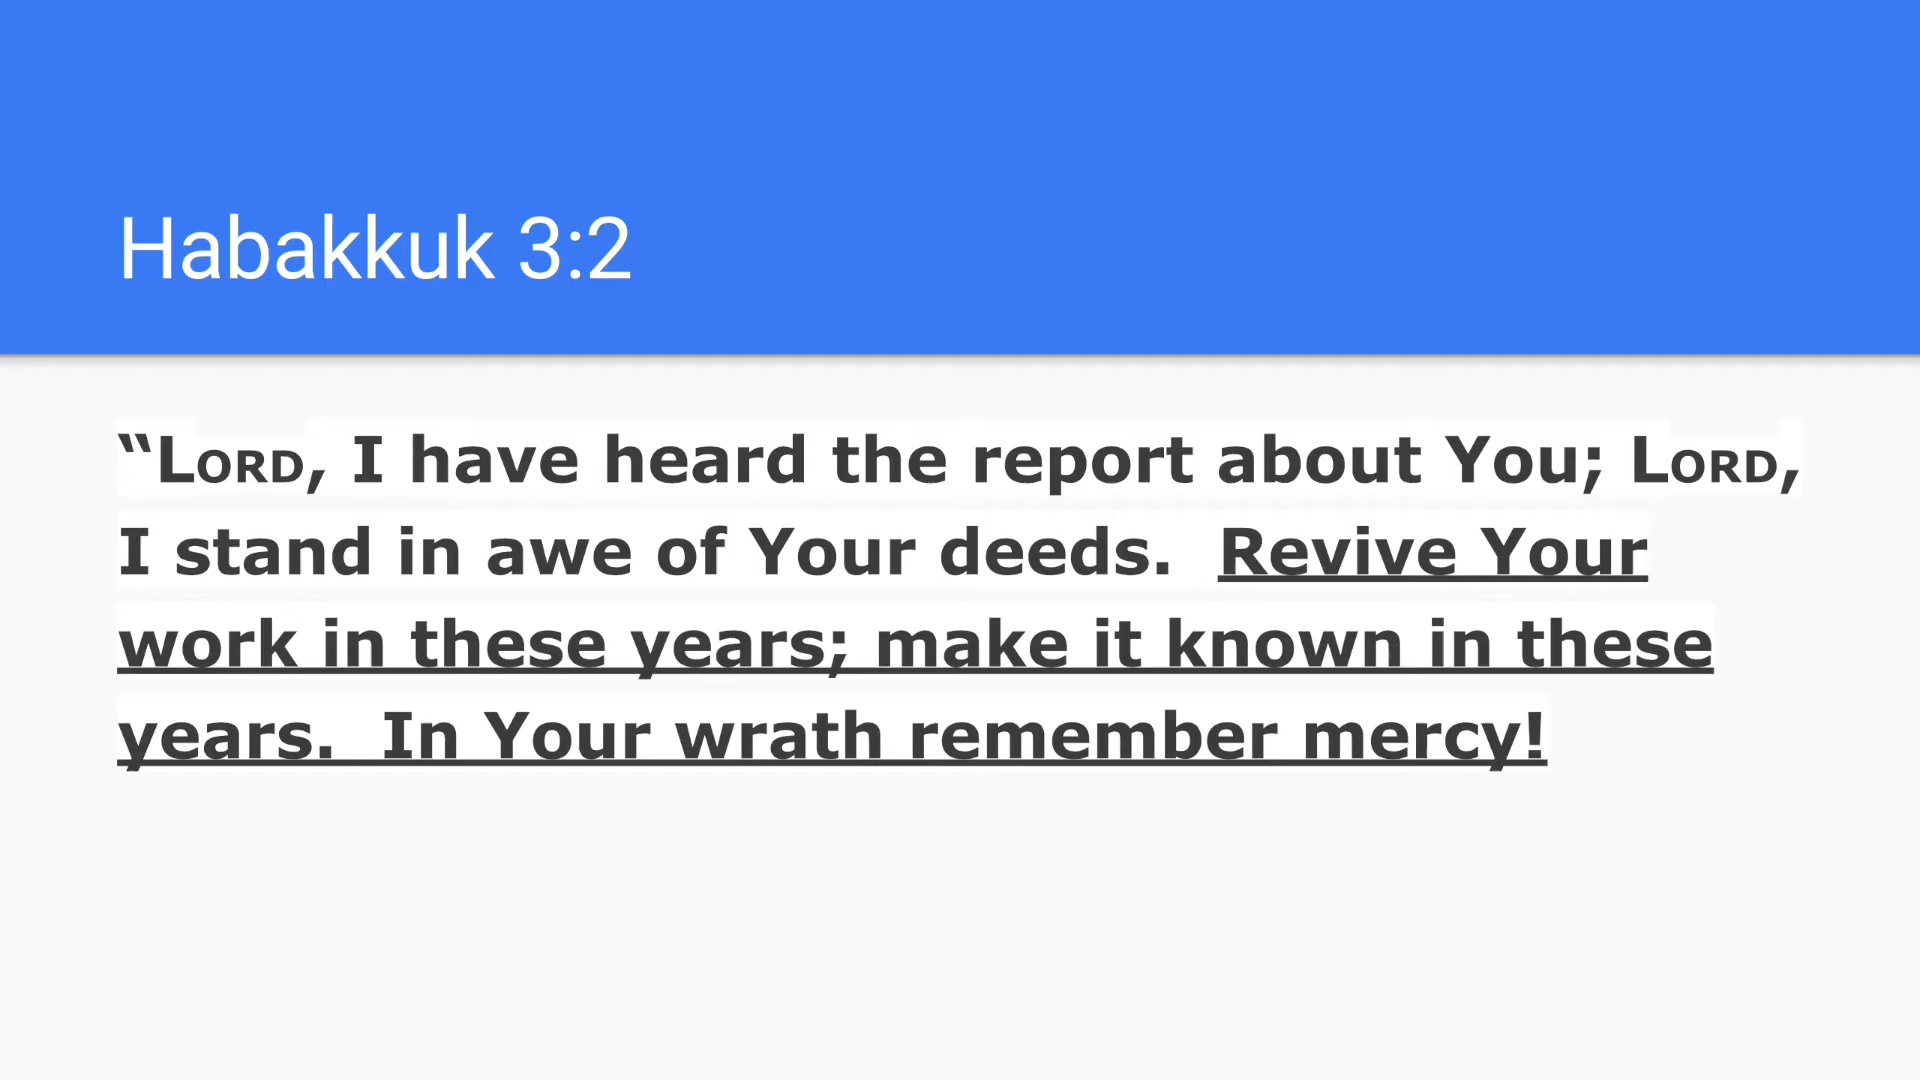 Habakkuk 3:2
“LORD, I have heard the report about You; LORD,
I stand in awe of Your deeds.  Revive Your
work in these years; make it known in these
years.  In Your wrath remember mercy!